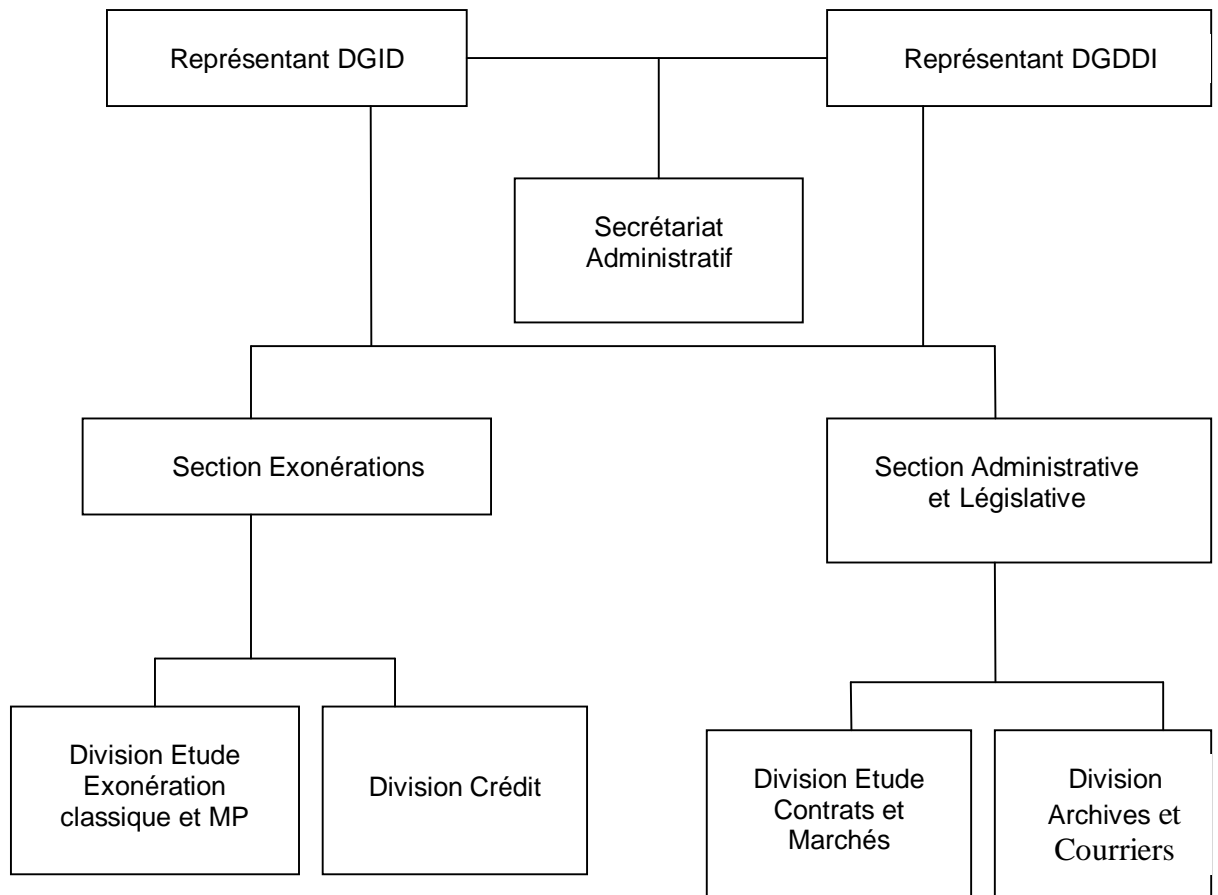 Représentant DGID
Représentant DGDDI
Secrétariat
Administratif
Section Exonérations
Section Administrative
et Législative
Division Etude
Exonération
classique et MP
Division Crédit
Division Etude
Contrats et
Marchés
Division
Archives et
Courriers